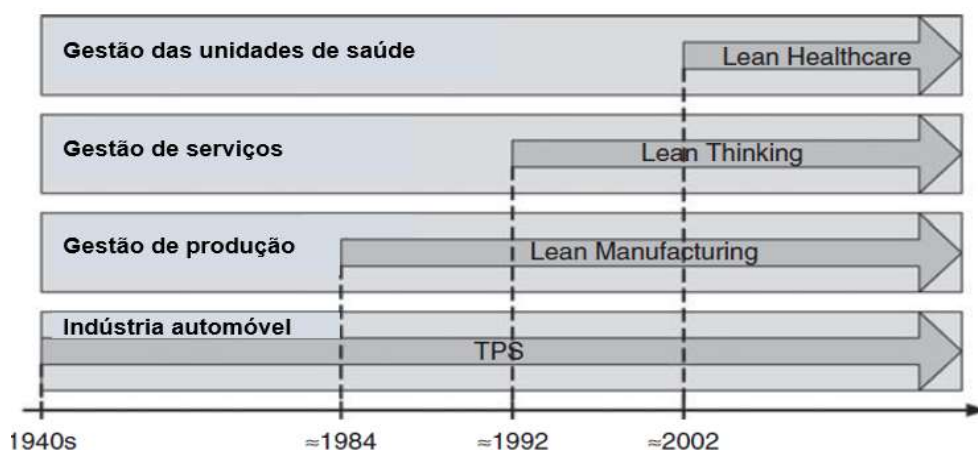 Gestão das unidades de saúde
Lean Healthcare
Gestão de serviços
Lean Thinking
Gestão de produção
Lean Manufacturing
Indústria automóvel
TPS
1940s ≈1984 ≈1992 ≈2002